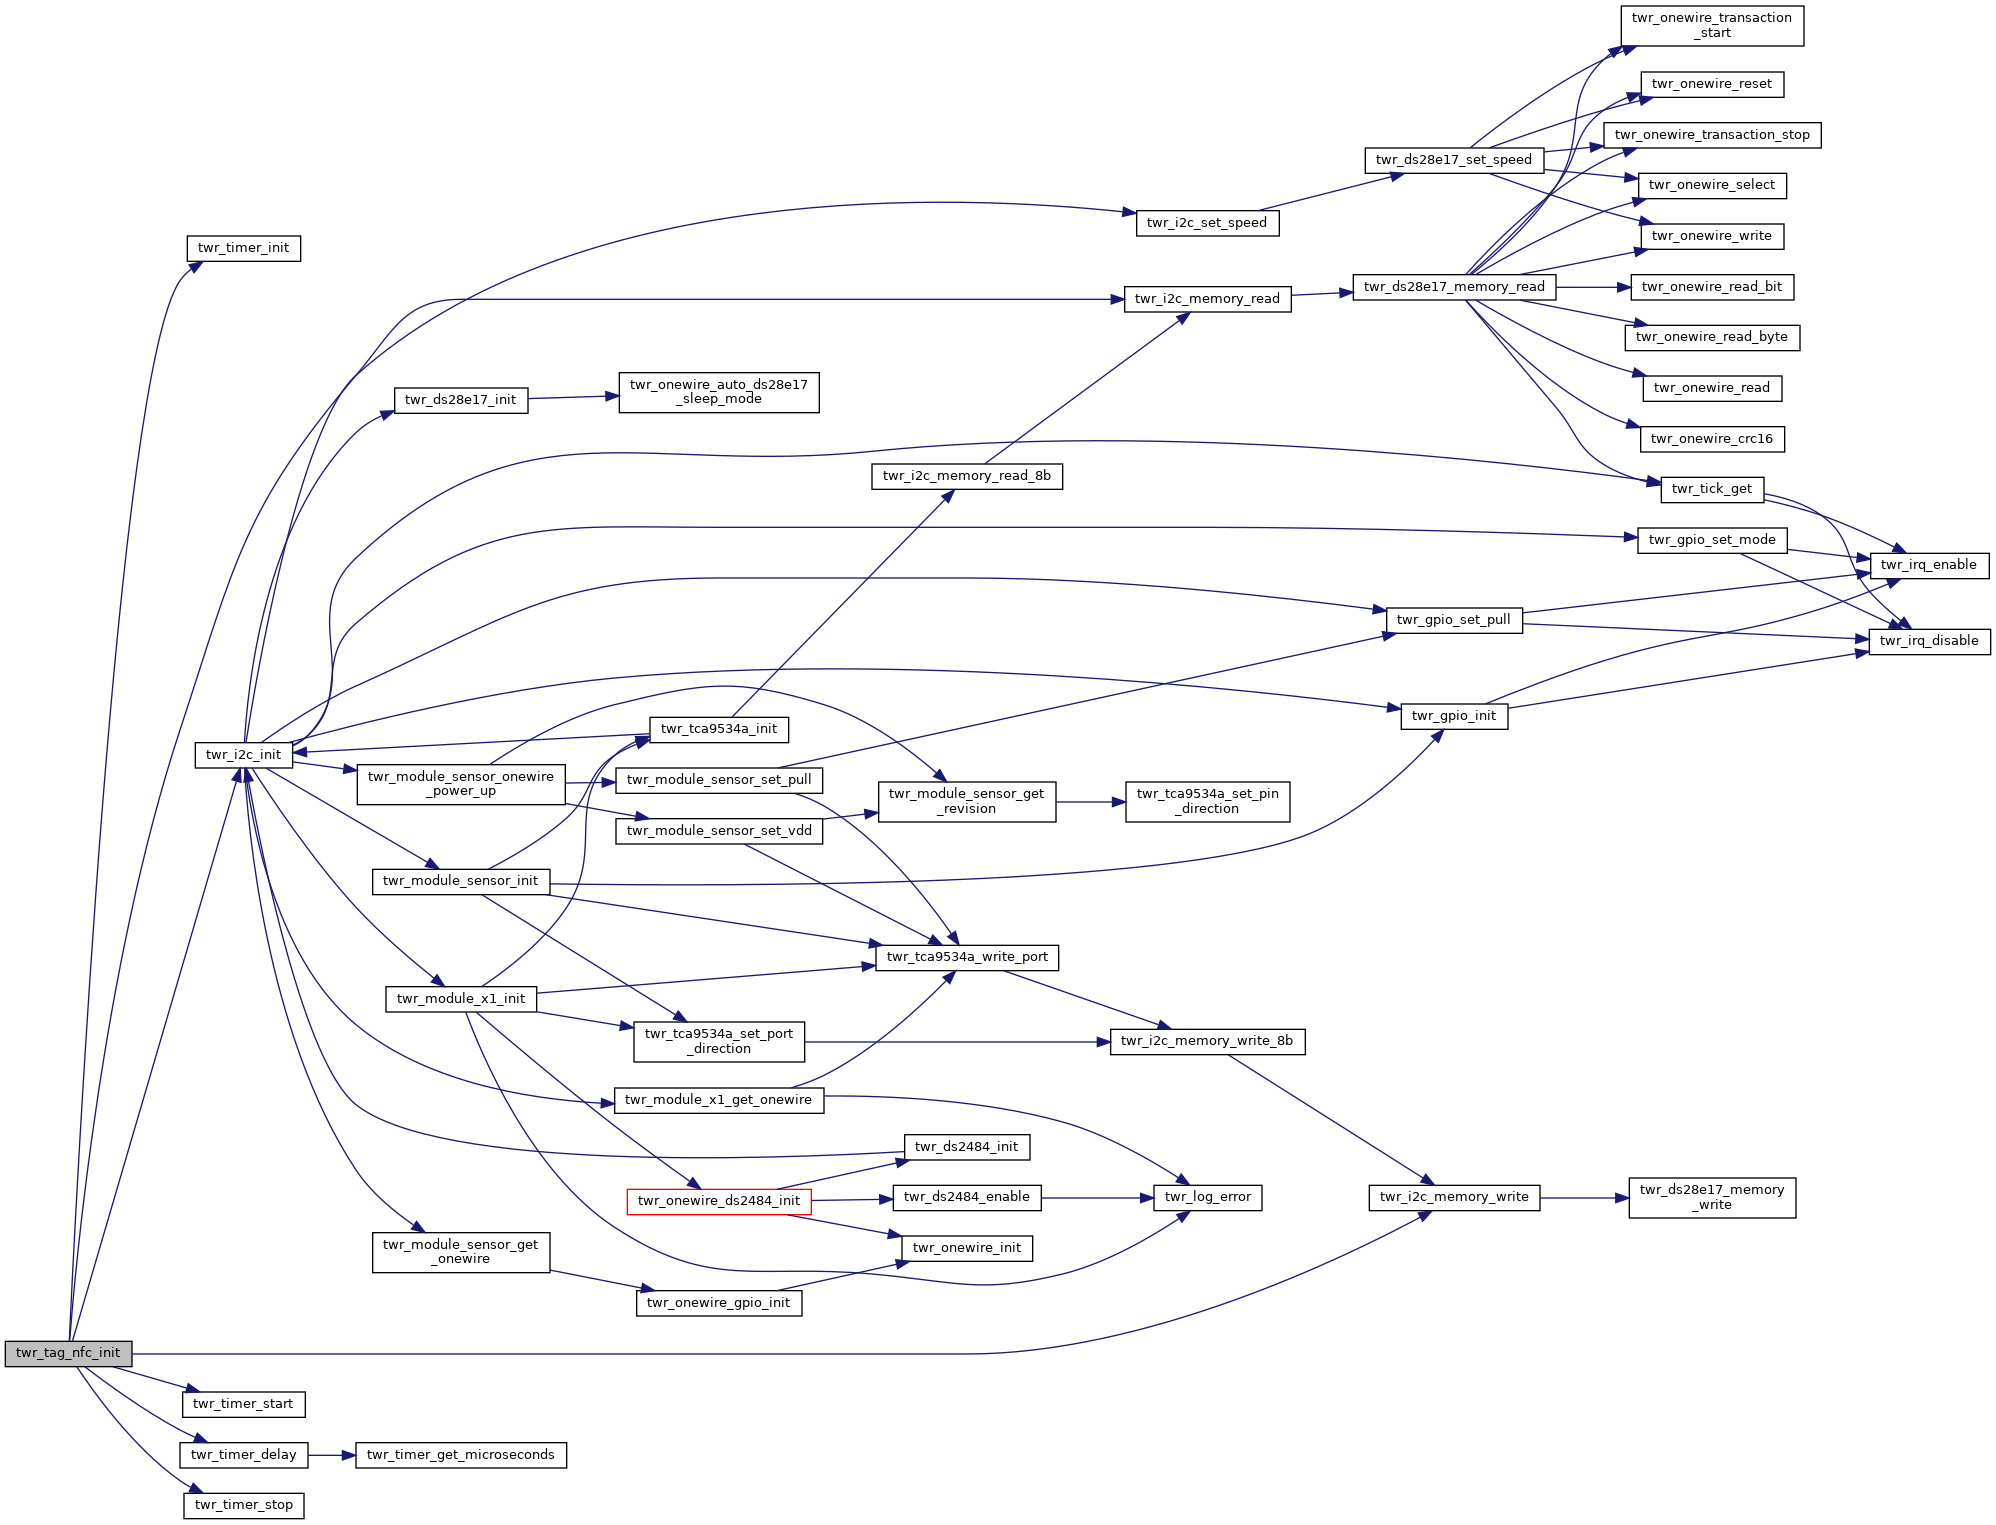 twr_onewire_transaction
_start
twr_onewire_reset
twr_onewire_transaction_stop
twr_ds28e17_set_speed
twr_onewire_select
twr_i2c_set_speed
twr_onewire_write
twr_timer_init
twr_ds28e17_memory_read
twr_onewire_read_bit
twr_i2c_memory_read
twr_onewire_read_byte
twr_onewire_auto_ds28e17
_sleep_mode
twr_ds28e17_init
twr_onewire_read
twr_onewire_crc16
twr_i2c_memory_read_8b
twr_tick_get
twr_gpio_set_mode
twr_irq_enable
twr_gpio_set_pull
twr_irq_disable
twr_gpio_init
twr_tca9534a_init
twr_i2c_init
twr_module_sensor_onewire
_power_up
twr_module_sensor_set_pull
twr_module_sensor_get
_revision
twr_tca9534a_set_pin
_direction
twr_module_sensor_set_vdd
twr_module_sensor_init
twr_tca9534a_write_port
twr_module_x1_init
twr_tca9534a_set_port
_direction
twr_i2c_memory_write_8b
twr_module_x1_get_onewire
twr_ds2484_init
twr_onewire_ds2484_init
twr_ds2484_enable
twr_log_error
twr_i2c_memory_write
twr_ds28e17_memory
_write
twr_module_sensor_get
_onewire
twr_onewire_init
twr_onewire_gpio_init
twr_tag_nfc_init
twr_timer_start
twr_timer_delay
twr_timer_get_microseconds
twr_timer_stop